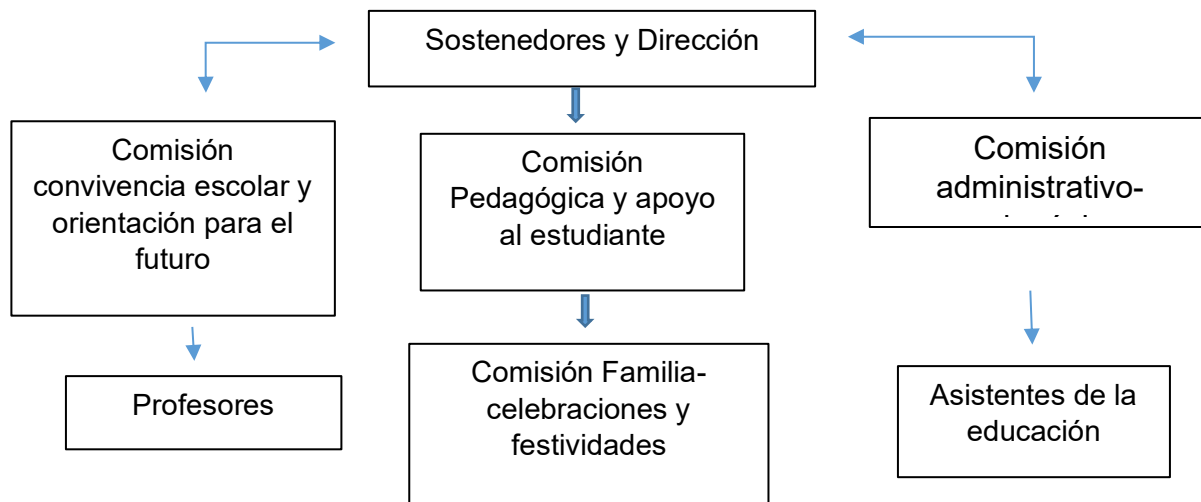 Sostenedores y Dirección
Comisión
convivencia escolar y
orientación para el
futuro
Comisión
Pedagógica y apoyo
al estudiante
Comisión
administrativo-
Profesores
Comisión Familia-
celebraciones y
festividades
Asistentes de la
educación